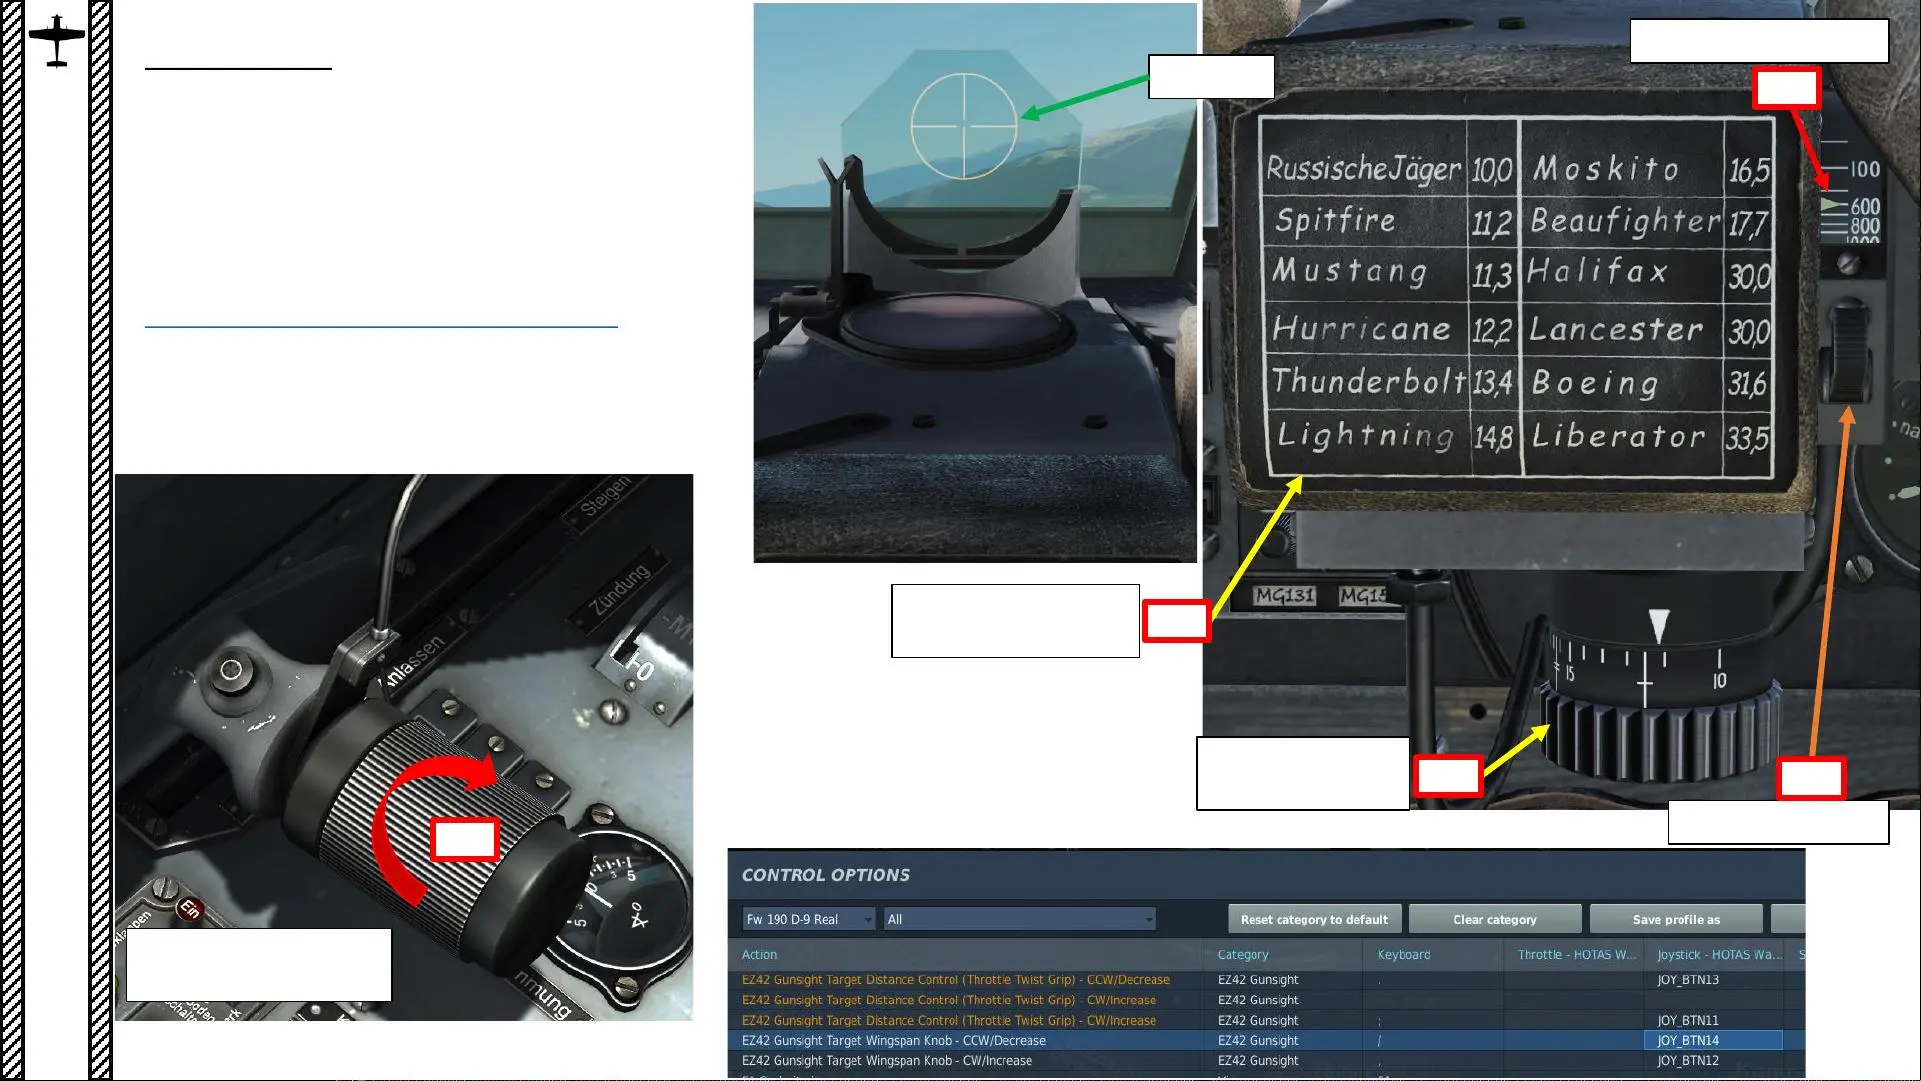 RussischeJäger 10,0 Moskito 16,5
Spitfire 11,2 Beaufighter 17,7
Mustang 11,3 Halifax 30,0
Hurricane 12,2 Lancester 30,0
Thunderbolt 13,4 Boeing 31,6
Lightning 14,8 Liberator 33,5
100
600
800
MG131
15
10
Steigen
Zündung
Anlassen
Ein
5
0
5
CONTROL OPTIONS
Fw 190 D-9 Real All Reset category to default Clear category Save profile as
Action Category Keyboard Throttle - HOTAS W... Joystick - HOTAS Wa...
EZ42 Gunsight Target Distance Control (Throttle Twist Grip) - CCW/Decrease EZ42 Gunsight . JOY_BTN13
EZ42 Gunsight Target Distance Control (Throttle Twist Grip) - CW/Increase EZ42 Gunsight
EZ42 Gunsight Target Distance Control (Throttle Twist Grip) - CW/Increase EZ42 Gunsight ; JOY_BTN11
EZ42 Gunsight Target Wingspan Knob - CCW/Decrease EZ42 Gunsight / JOY_BTN14
EZ42 Gunsight Target Wingspan Knob - CW/Increase EZ42 Gunsight JOY_BTN12